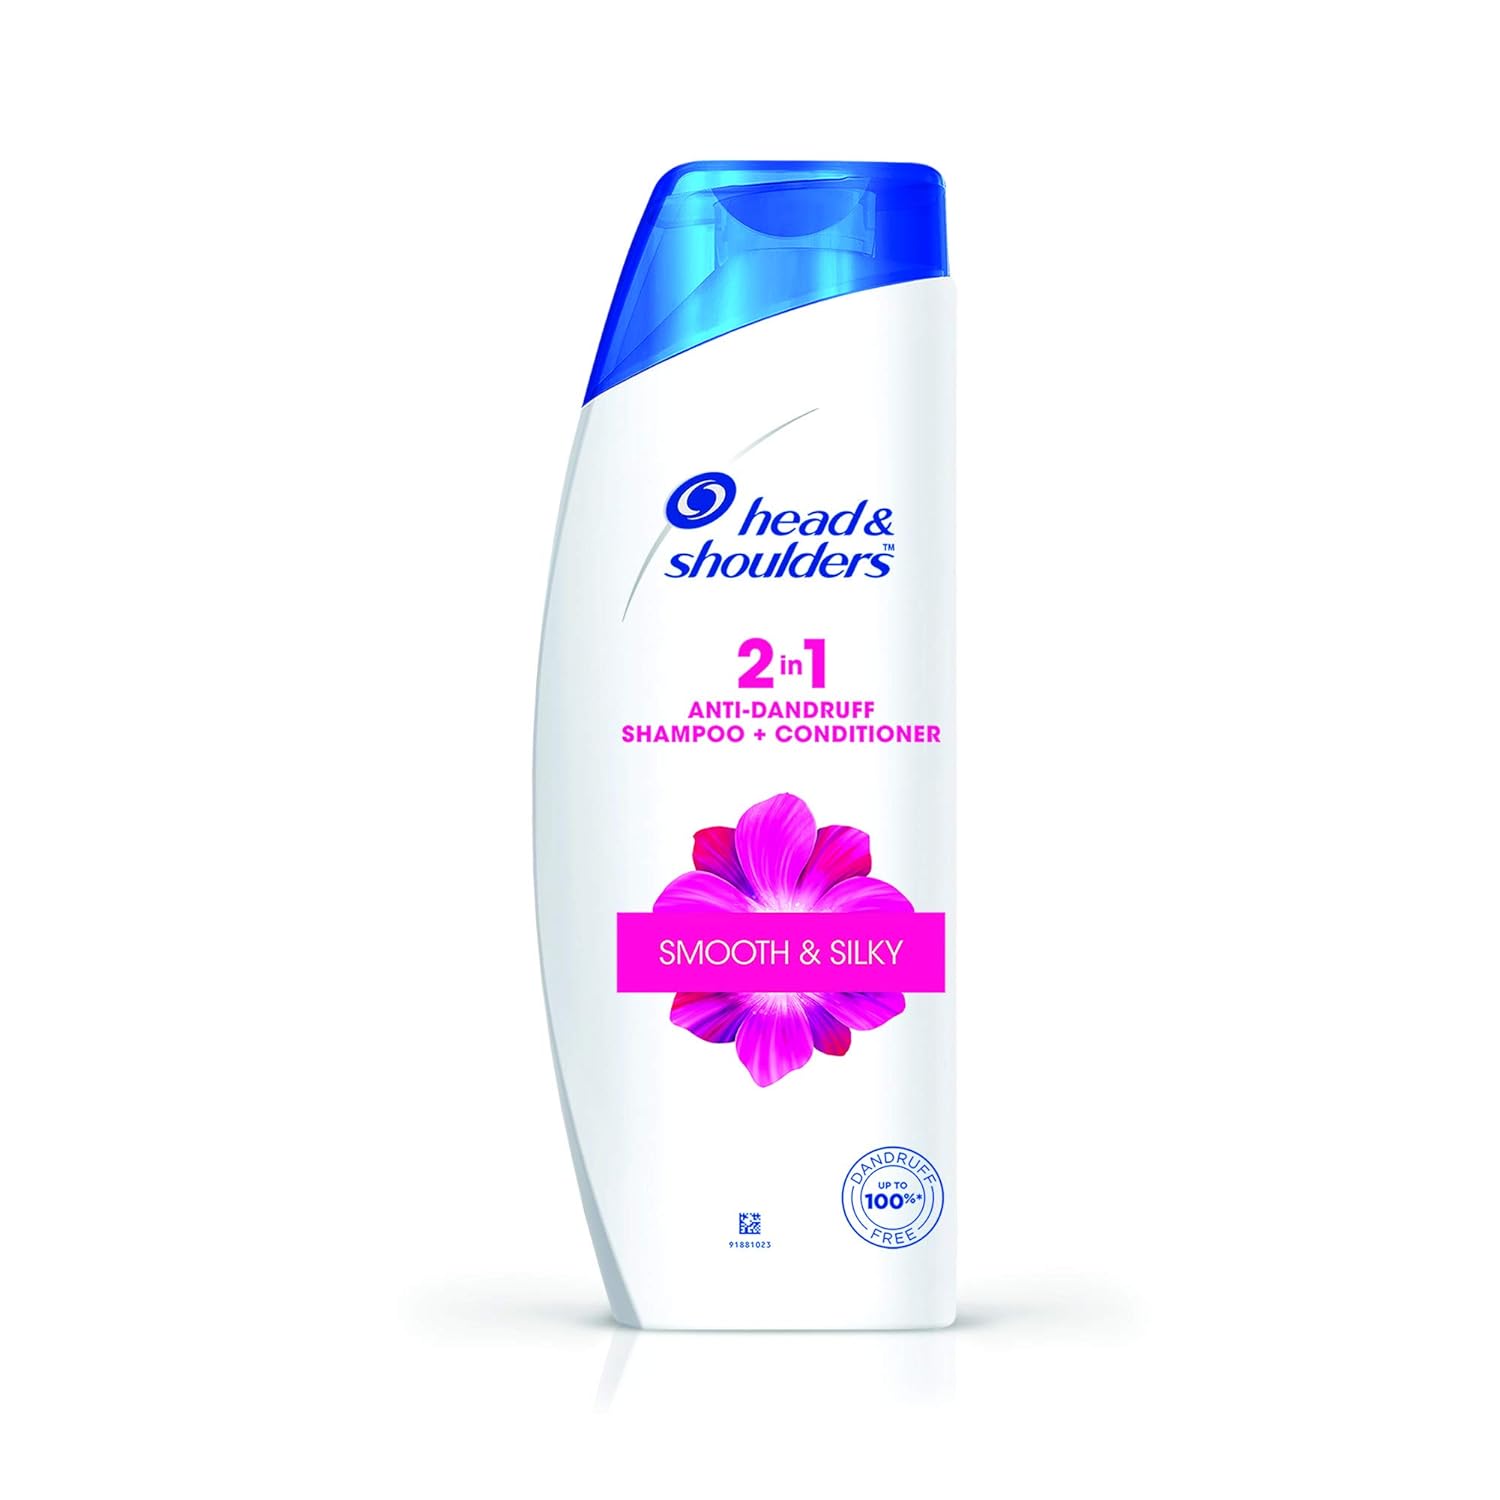 head &
shoulders™
2 in 1
ANTI-DANDRUFF
SHAMPOO + CONDITIONER
SMOOTH & SILKY
DANDRUFF
UP TO
100%*
FREE
91881023